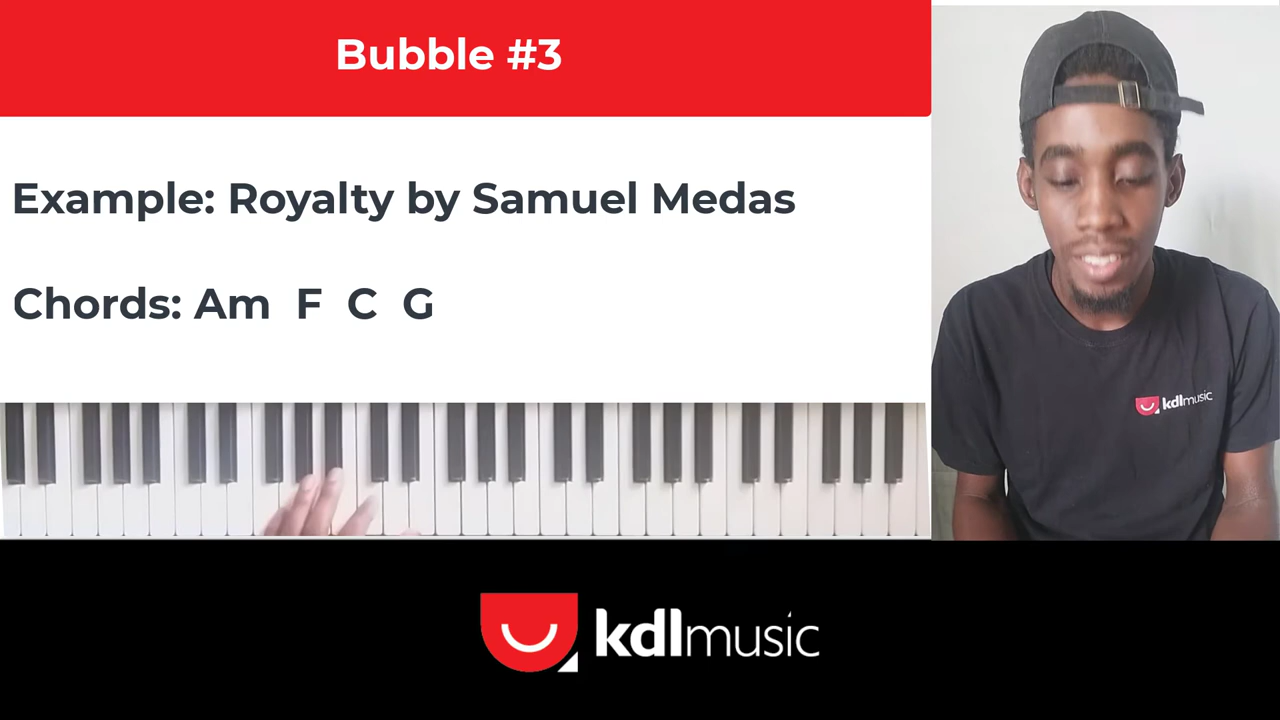 Bubble #3
Example: Royalty by Samuel Medas
Chords: Am F C G
kdlmusic
kdlmusic